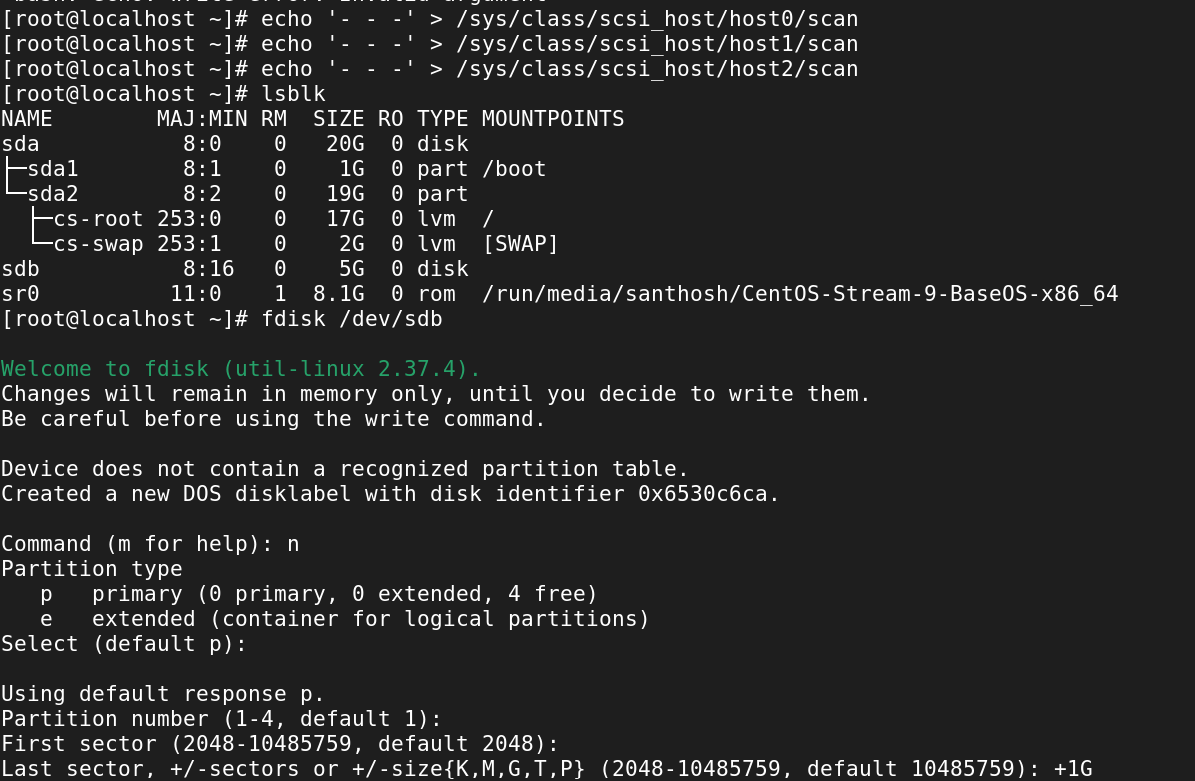 bash: echo: write error: Invalid argument
[root@localhost ~]# echo '- - -' > /sys/class/scsi_host/host0/scan
[root@localhost ~]# echo '- - -' > /sys/class/scsi_host/host1/scan
[root@localhost ~]# echo '- - -' > /sys/class/scsi_host/host2/scan
[root@localhost ~]# lsblk
NAME        MAJ:MIN RM  SIZE RO TYPE MOUNTPOINTS
sda           8:0    0   20G  0 disk
├─sda1        8:1    0    1G  0 part /boot
└─sda2        8:2    0   19G  0 part
  ├─cs-root 253:0    0   17G  0 lvm  /
  └─cs-swap 253:1    0    2G  0 lvm  [SWAP]
sdb           8:16   0    5G  0 disk
sr0          11:0    1  8.1G  0 rom  /run/media/santhosh/CentOS-Stream-9-BaseOS-x86_64
[root@localhost ~]# fdisk /dev/sdb

Welcome to fdisk (util-linux 2.37.4).
Changes will remain in memory only, until you decide to write them.
Be careful before using the write command.

Device does not contain a recognized partition table.
Created a new DOS disklabel with disk identifier 0x6530c6ca.

Command (m for help): n
Partition type
   p   primary (0 primary, 0 extended, 4 free)
   e   extended (container for logical partitions)
Select (default p):

Using default response p.
Partition number (1-4, default 1):
First sector (2048-10485759, default 2048):
Last sector, +/-sectors or +/-size{K,M,G,T,P} (2048-10485759, default 10485759): +1G